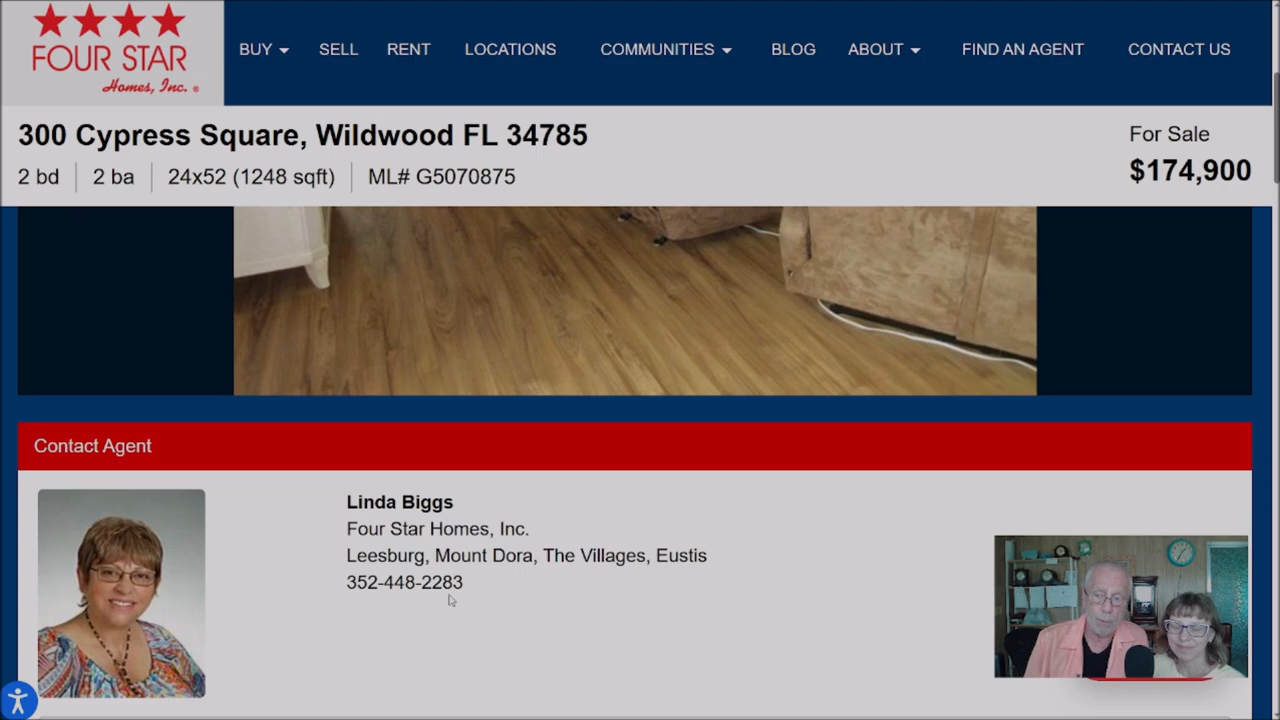 FOUR STAR
Homes, Inc. ®
BUY
SELL
RENT
LOCATIONS
COMMUNITIES
BLOG
ABOUT
FIND AN AGENT
CONTACT US
300 Cypress Square, Wildwood FL 34785
2 bd
2 ba
24x52 (1248 sqft)
ML# G5070875
For Sale
$174,900
Contact Agent
Linda Biggs
Four Star Homes, Inc.
Leesburg, Mount Dora, The Villages, Eustis
352-448-2283